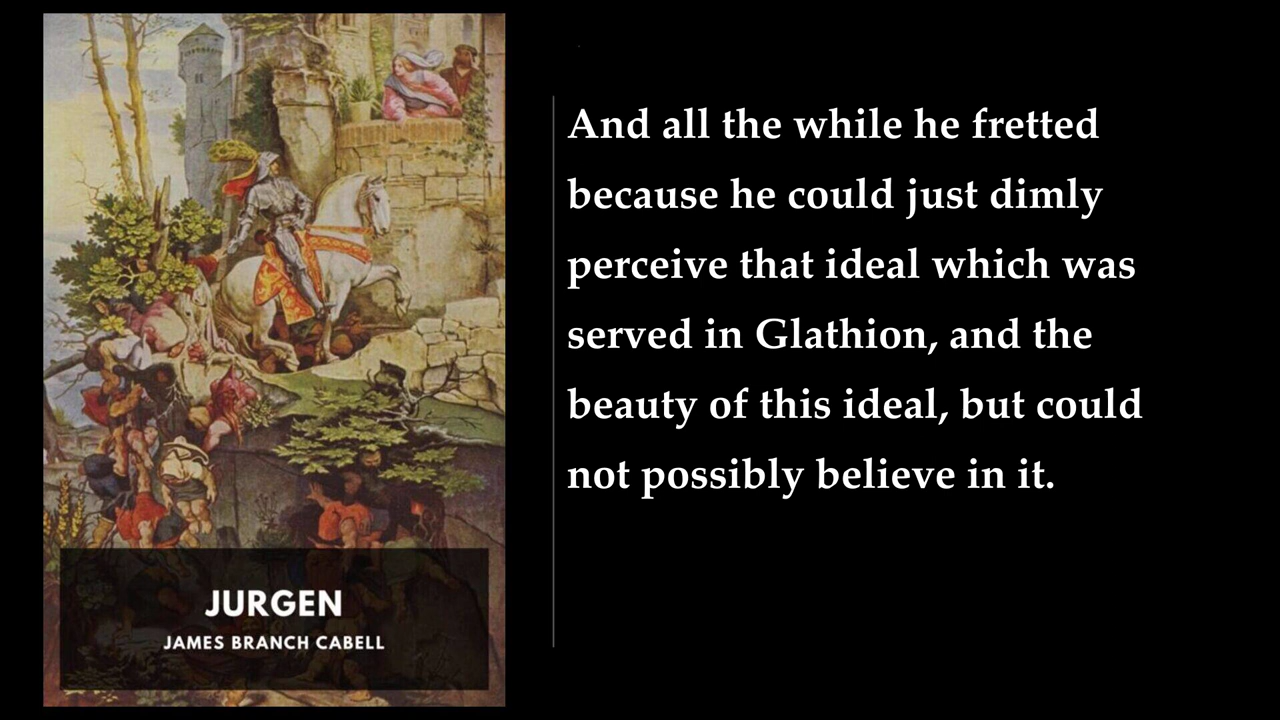 And all the while he fretted
because he could just dimly
perceive that ideal which was
served in Glathion, and the
beauty of this ideal, but could
not possibly believe in it.
JURGEN
JAMES BRANCH CABELL